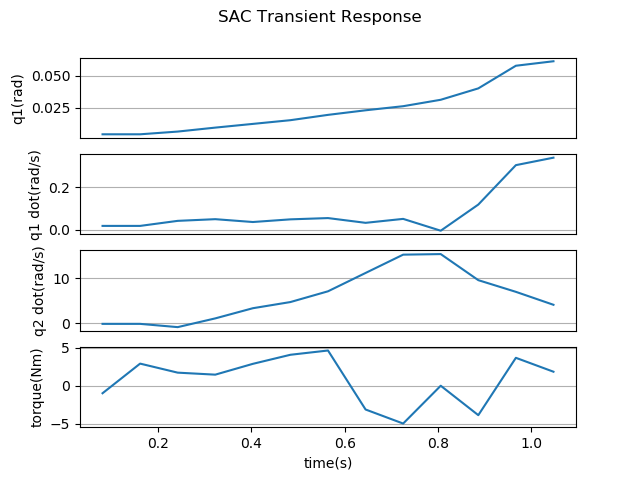 SAC Transient Response
q1(rad)
0.050
0.025
q1 dot(rad/s)
0.2
0.0
q2 dot(rad/s)
10
0
torque(Nm)
5
0
−5
0.2 0.4 0.6 0.8 1.0
time(s)